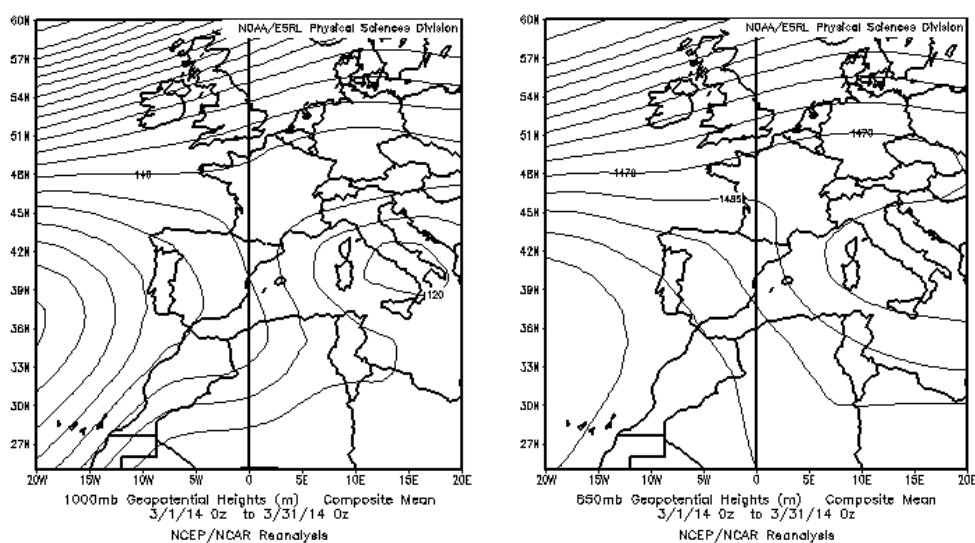 NOAA/ESRL Physical Sciences Division
60N
57N
54N
51N
48N
45N
42N
39N
36N
33N
30N
27N
140
120
20W 15W 10W 5W 0 5E 10E 15E 20E
1000mb Geopotential Heights (m) Composite Mean
3/1/14 0z to 3/31/14 0z
NCEP/NCAR Reanalysis
NOAA/ESRL Physical Sciences Division
60N
57N
54N
51N
48N
45N
42N
39N
36N
33N
30N
27N
1470
1470
1485
20W 15W 10W 5W 0 5E 10E 15E 20E
850mb Geopotential Heights (m) Composite Mean
3/1/14 0z to 3/31/14 0z
NCEP/NCAR Reanalysis